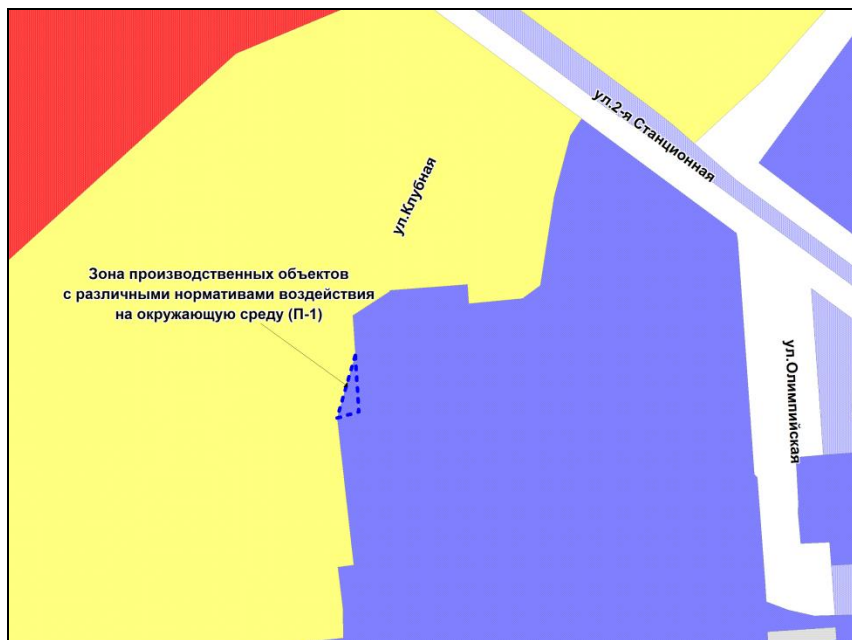 ул.2-я Станционная
ул.Клубная
Зона производственных объектов
с различными нормативами воздействия
на окружающую среду (П-1)
ул.Олимпийская